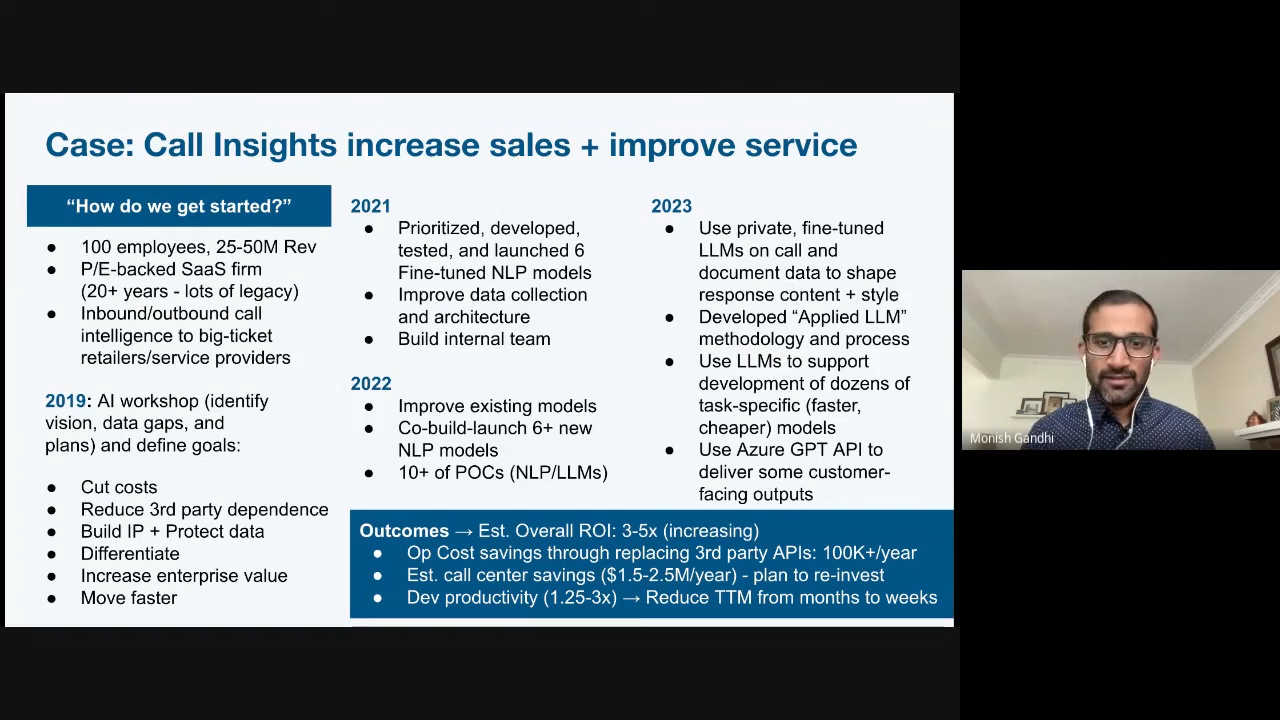 Case: Call Insights increase sales + improve service
“How do we get started?”
● 100 employees, 25-50M Rev
● P/E-backed SaaS firm
(20+ years - lots of legacy)
● Inbound/outbound call
intelligence to big-ticket
retailers/service providers
2019: AI workshop (identify
vision, data gaps, and
plans) and define goals:
● Cut costs
● Reduce 3rd party dependence
● Build IP + Protect data
● Differentiate
● Increase enterprise value
● Move faster
2021
● Prioritized, developed,
tested, and launched 6
Fine-tuned NLP models
● Improve data collection
and architecture
● Build internal team
2022
● Improve existing models
● Co-build-launch 6+ new
NLP models
● 10+ of POCs (NLP/LLMs)
2023
● Use private, fine-tuned
LLMs on call and
document data to shape
response content + style
● Developed “Applied LLM”
methodology and process
● Use LLMs to support
development of dozens of
task-specific (faster,
cheaper) models
● Use Azure GPT API to
deliver some customer-
facing outputs
Outcomes → Est. Overall ROI: 3-5x (increasing)
● Op Cost savings through replacing 3rd party APIs: 100K+/year
● Est. call center savings ($1.5-2.5M/year) - plan to re-invest
● Dev productivity (1.25-3x) → Reduce TTM from months to weeks
Monish Gandhi